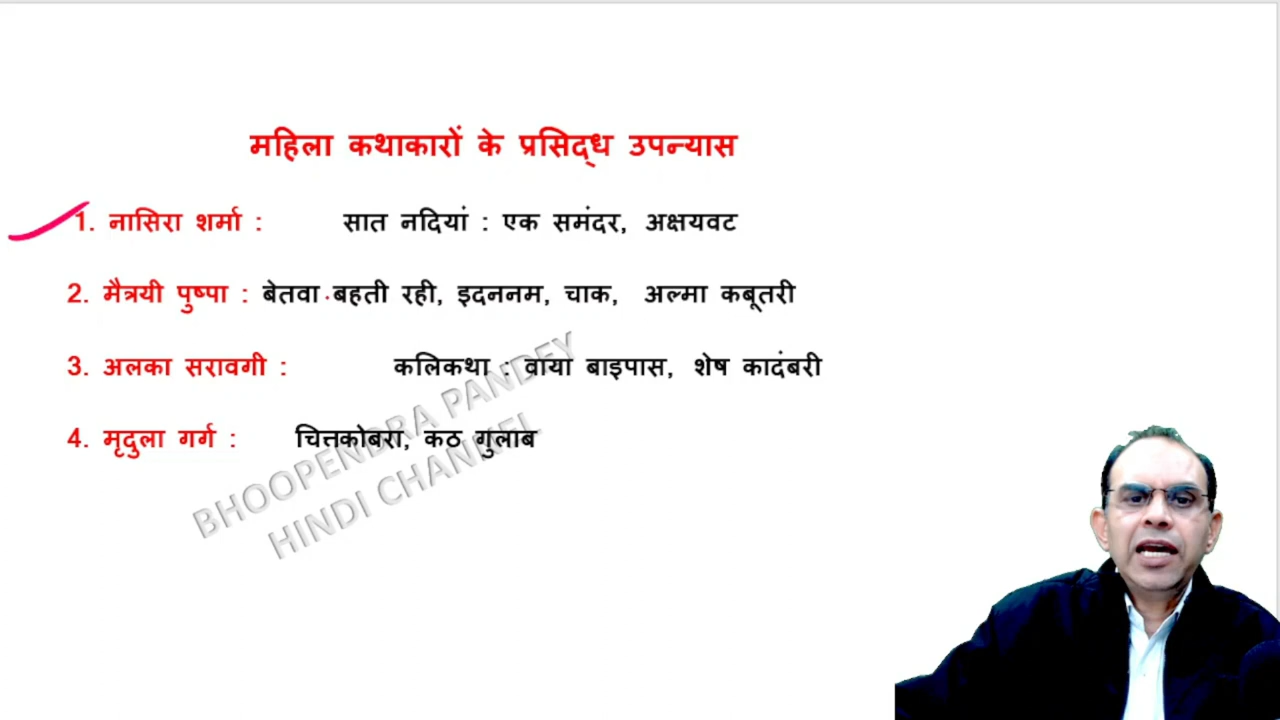 महिला कथाकारों के प्रसिद्ध उपन्यास
1. नासिरा शर्मा : सात नदियां : एक समंदर, अक्षयवट
2. मैत्रयी पुष्पा : बेतवा बहती रही, इदननम, चाक, अल्मा कबूतरी
3. अलका सरावगी : कलिकथा : वाया बाइपास, शेष कादंबरी
4. मृदुला गर्ग : चित्तकोबरा, कठ गुलाब
BHOOPENDRA PANDEY
HINDI CHANNEL